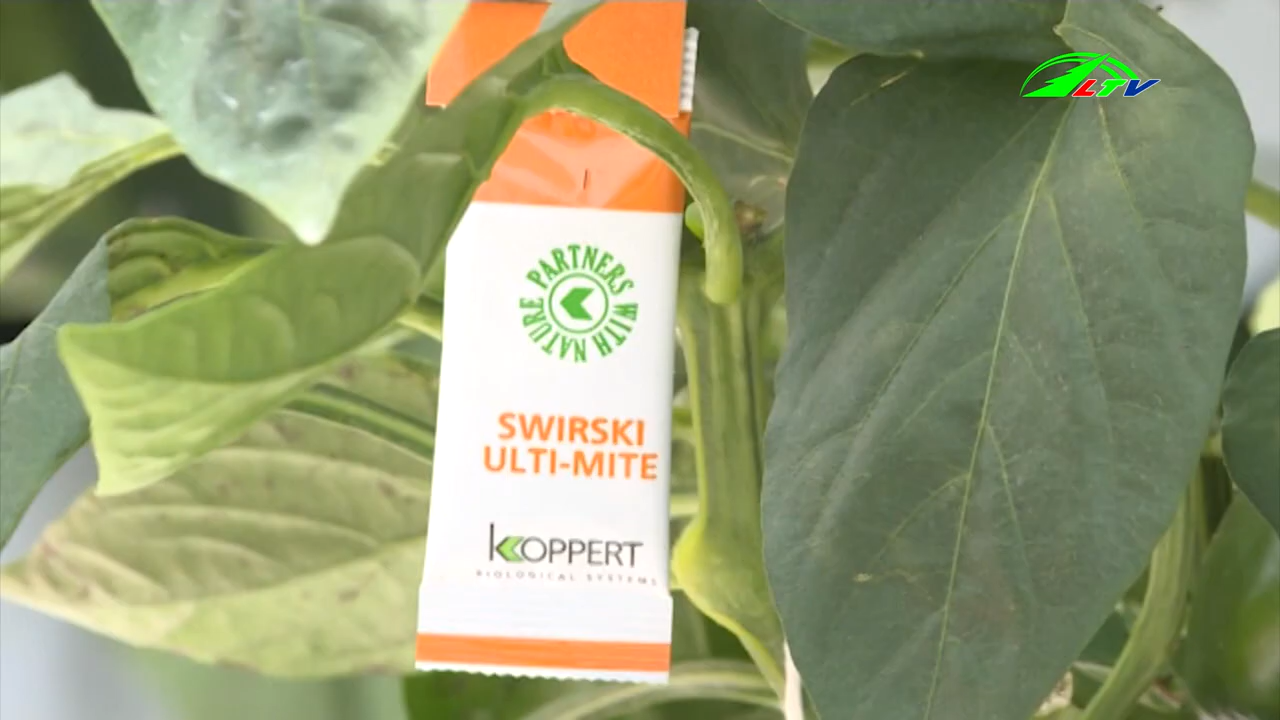 LTV
PARTNERS WITH NATURE
SWIRSKI
ULTI-MITE
KOPPERT
BIOLOGICAL SYSTEMS